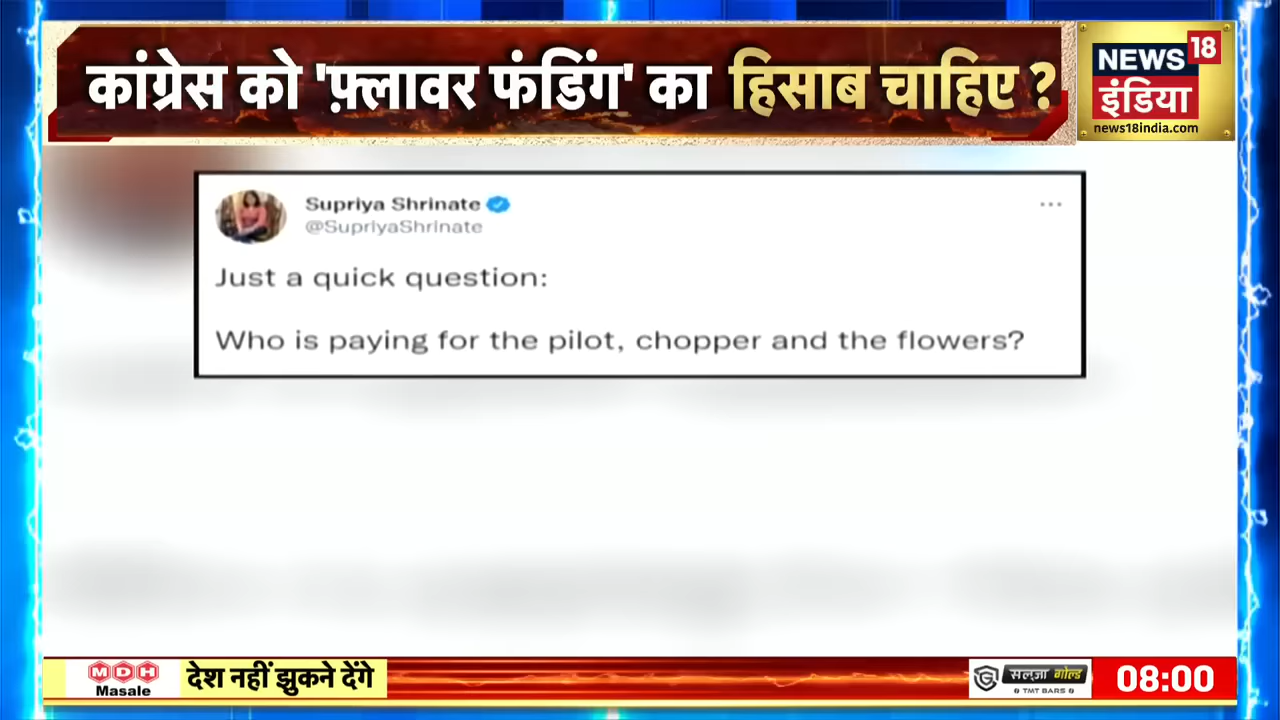 कांग्रेस को 'फ़्लावर फंडिंग' का हिसाब चाहिए ?
NEWS 18
इंडिया
news18india.com
Supriya Shrinate
@SupriyaShrinate
Just a quick question:
Who is paying for the pilot, chopper and the flowers?
MDH
Masale
देश नहीं झुकने देंगे
सलूजा गोल्ड
TMT BARS
08:00